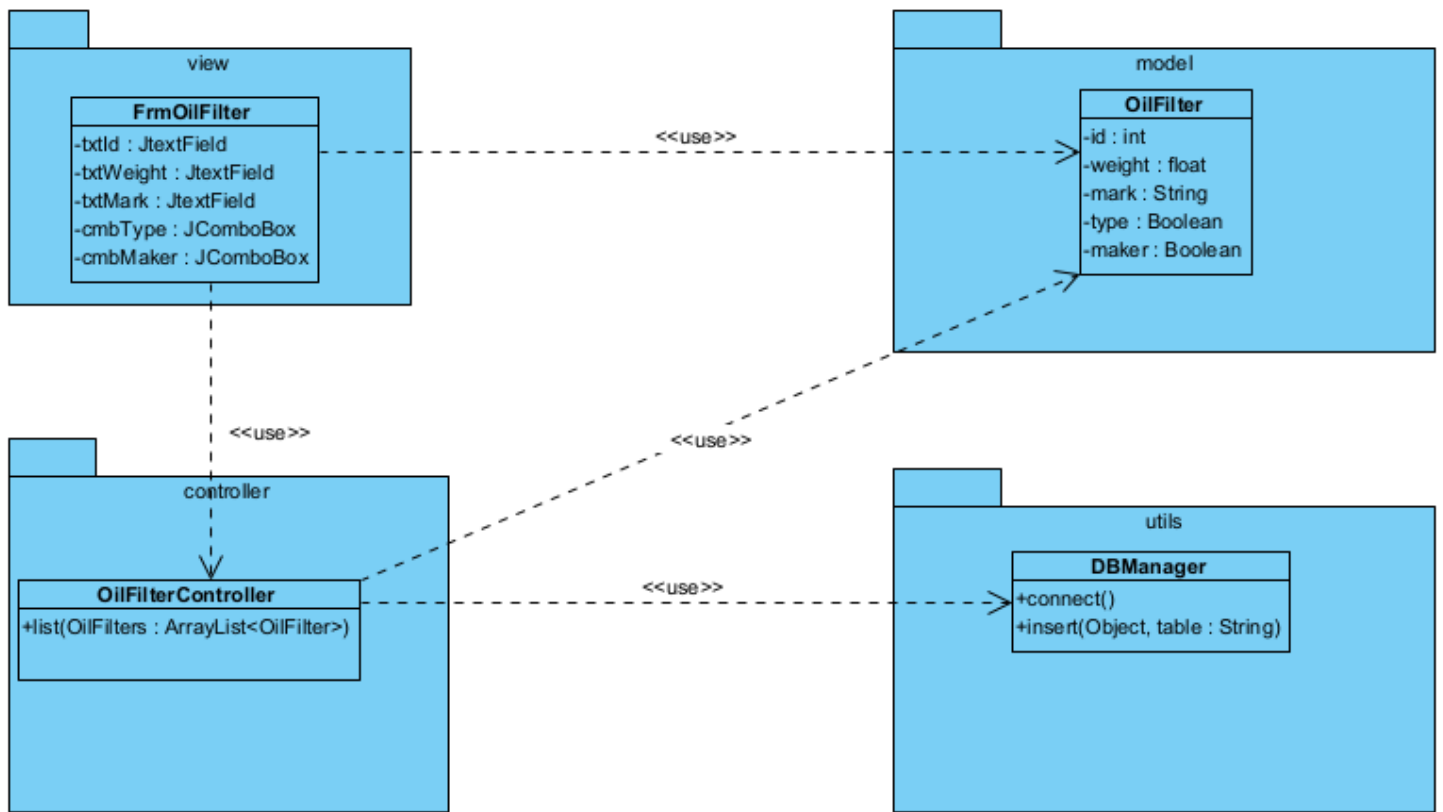 view
FrmOilFilter
-txtId : JtextField
-txtWeight : JtextField
-txtMark : JtextField
-cmbType : JComboBox
-cmbMaker : JComboBox
<<use>>
model
OilFilter
-id : int
-weight : float
-mark : String
-type : Boolean
-maker : Boolean
<<use>>
<<use>>
controller
OilFilterController
+list(OilFilters : ArrayList<OilFilter>)
<<use>>
utils
DBManager
+connect()
+insert(Object, table : String)